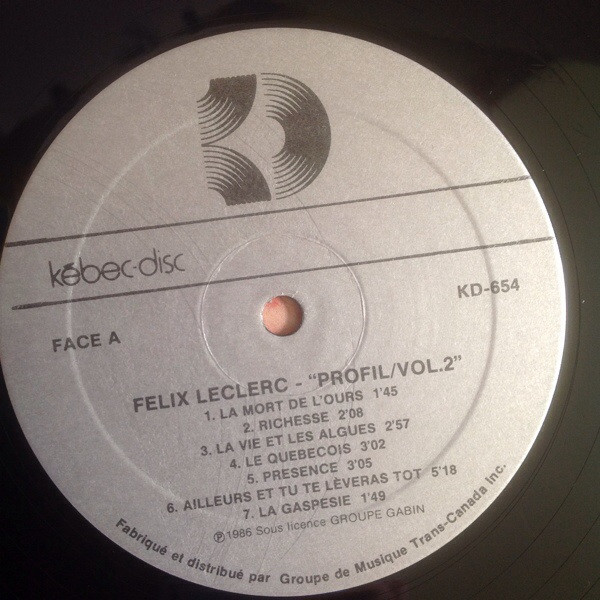 kébec-disc
KD-654
FACE A
FELIX LECLERC - "PROFIL/VOL.2"
1. LA MORT DE L'OURS 1'45
2. RICHESSE 2'08
3. LA VIE ET LES ALGUES 2'57
4. LE QUEBECOIS 3'02
5. PRESENCE 3'05
6. AILLEURS ET TU TE LÈVERAS TOT 5'18
7. LA GASPESIE 1'49
℗1986 Sous licence GROUPE GABIN
Fabriqué et distribué par Groupe de Musique Trans-Canada Inc.